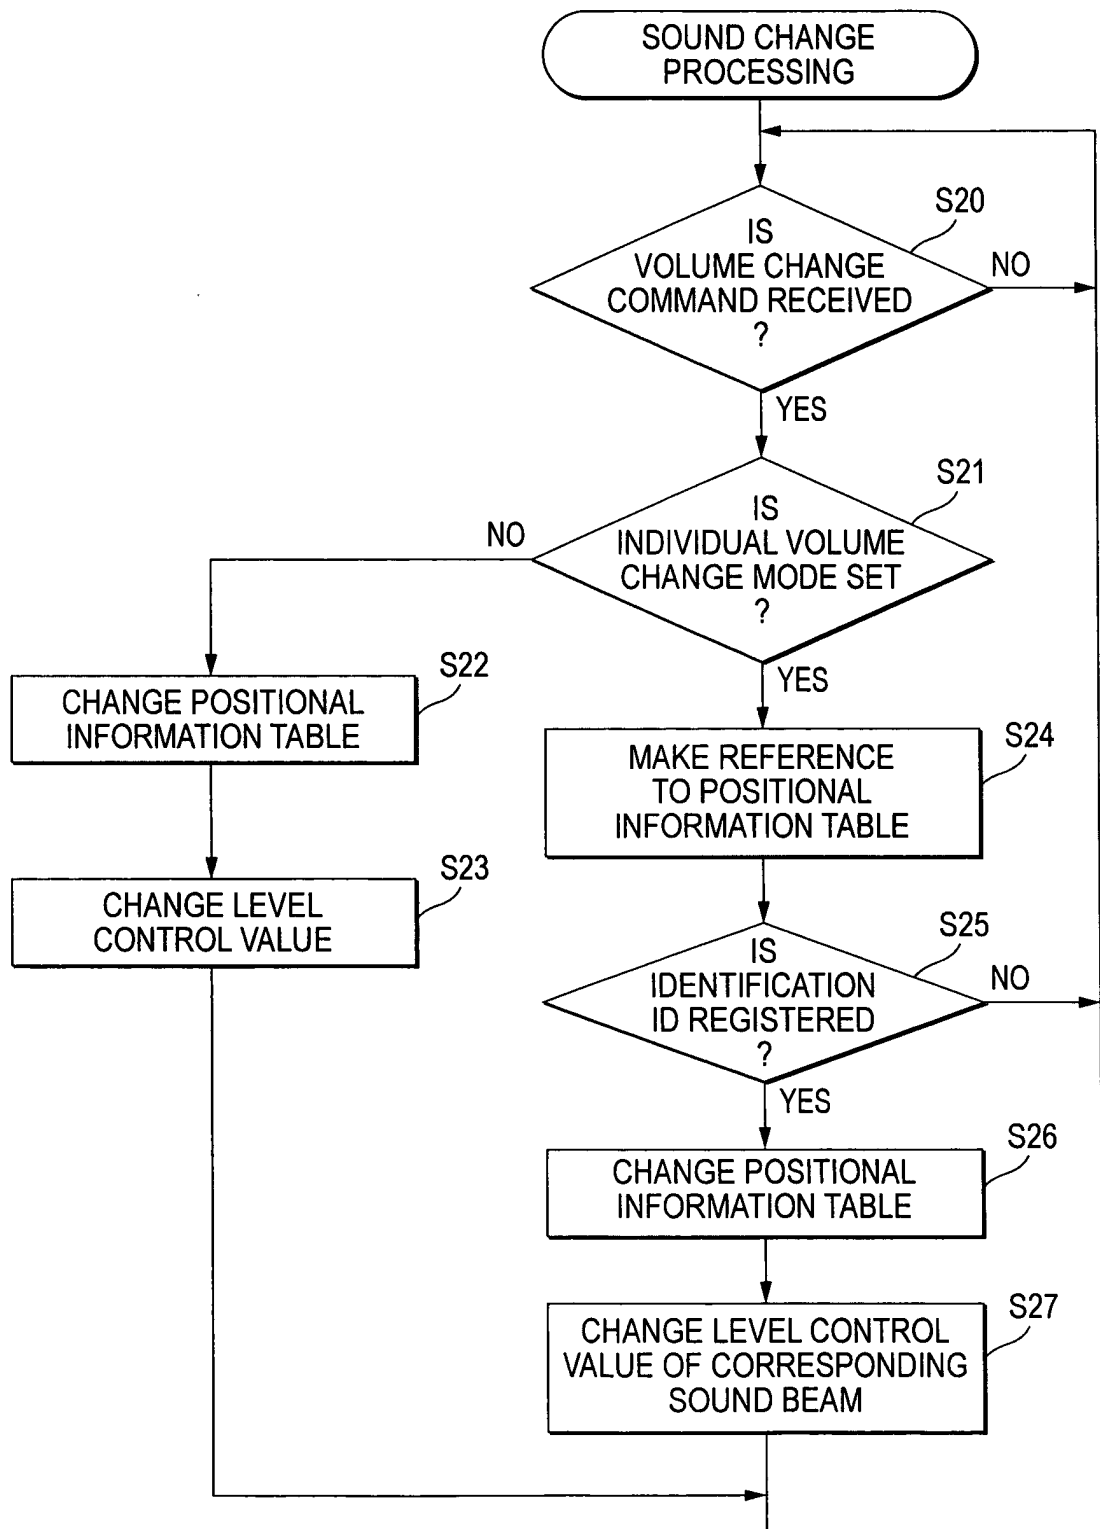 SOUND CHANGE
PROCESSING
S20
IS
VOLUME CHANGE
COMMAND RECEIVED
?
NO
YES
S21
IS
INDIVIDUAL VOLUME
CHANGE MODE SET
?
NO
YES
S22
CHANGE POSITIONAL
INFORMATION TABLE
S23
CHANGE LEVEL
CONTROL VALUE
S24
MAKE REFERENCE
TO POSITIONAL
INFORMATION TABLE
S25
IS
IDENTIFICATION
ID REGISTERED
?
NO
YES
S26
CHANGE POSITIONAL
INFORMATION TABLE
S27
CHANGE LEVEL CONTROL
VALUE OF CORRESPONDING
SOUND BEAM